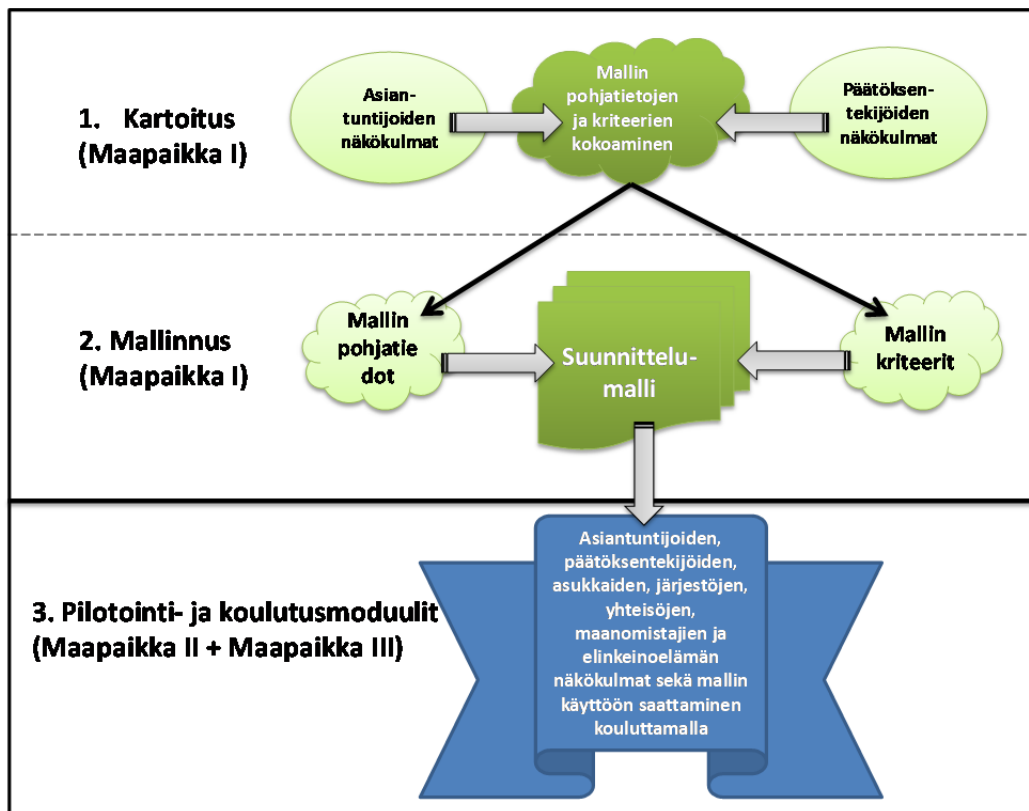 1. Kartoitus
(Maapaikka I)
Asian-
tuntijoiden
näkökulmat
Mallin
pohjatietojen
ja kriteerien
kokoaminen
Päätöksen-
tekijöiden
näkökulmat
2. Mallinnus
(Maapaikka I)
Mallin
pohjatie
dot
Suunnittelu-
malli
Mallin
kriteerit
3. Pilotointi- ja koulutusmoduulit
(Maapaikka II + Maapaikka III)
Asiantuntijoiden,
päätöksentekijöiden,
asukkaiden, järjestöjen,
yhteisöjen,
maanomistajien ja
elinkeinoelämän
näkökulmat sekä mallin
käyttöön saattaminen
kouluttamalla